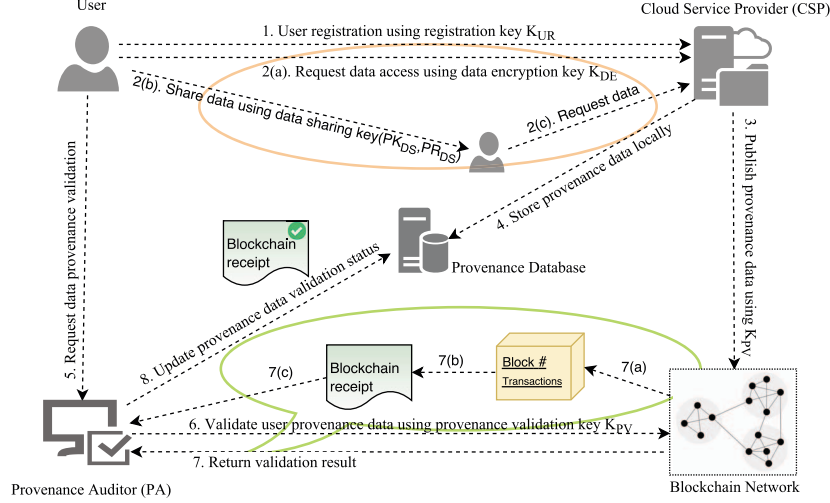 User
Cloud Service Provider (CSP)
1. User registration using registration key K_UR
2(a). Request data access using data encryption key K_DE
2(b). Share data using data sharing key(PK_DS,PR_DS)
2(c). Request data
3. Publish provenance data using K_PV
4. Store provenance data locally
5. Request data provenance validation
Blockchain
receipt
Provenance Database
8. Update provenance data validation status
7(c)
Blockchain
receipt
7(b)
Block #
Transactions
7(a)
6. Validate user provenance data using provenance validation key K_PV
7. Return validation result
Provenance Auditor (PA)
Blockchain Network